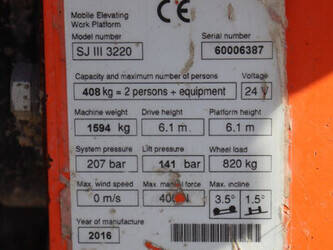 Mobile Elevating
Work Platform
CE
Model number Serial number
SJ III 3220 60006387
Capacity and maximum number of persons Voltage
408 kg = 2 persons + equipment 24 V
Machine weight Drive height Platform height
1594 kg 6.1 m 6.1 m
System pressure Lift pressure Wheel load
207 bar 141 bar 820 kg
Max. wind speed Max. manual force Max. incline
0 m/s 400 N 3.5° 1.5°
Year of manufacture
2016